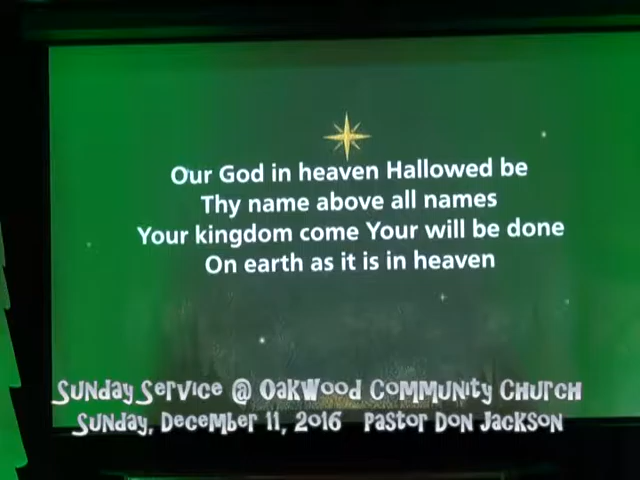 Our God in heaven Hallowed be
Thy name above all names
Your kingdom come Your will be done
On earth as it is in heaven
Sunday Service @ Oakwood Community Church
Sunday, December 11, 2016 Pastor Don Jackson